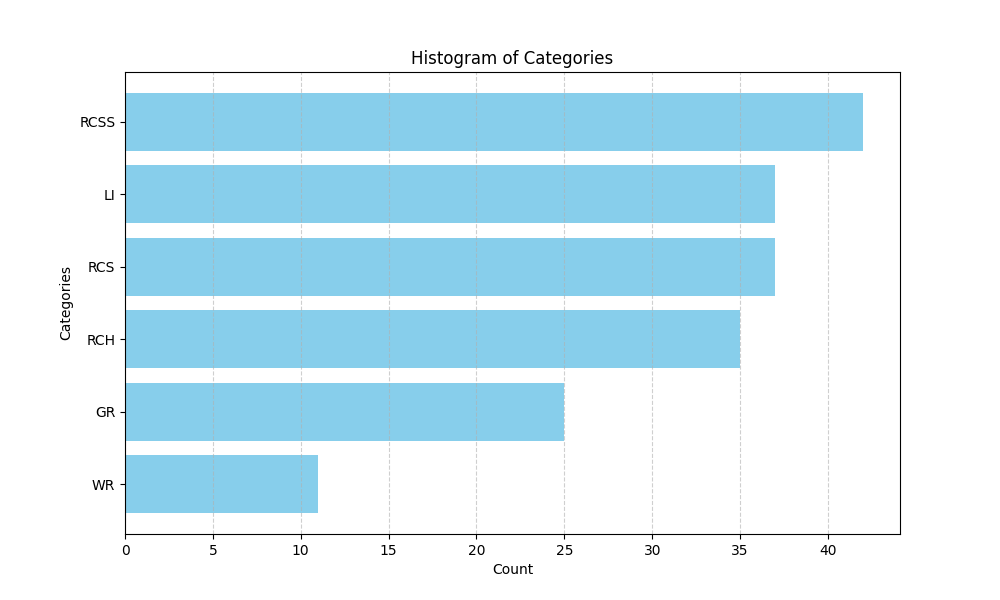 Histogram of Categories
Categories
RCSS
LI
RCS
RCH
GR
WR
0 5 10 15 20 25 30 35 40
Count